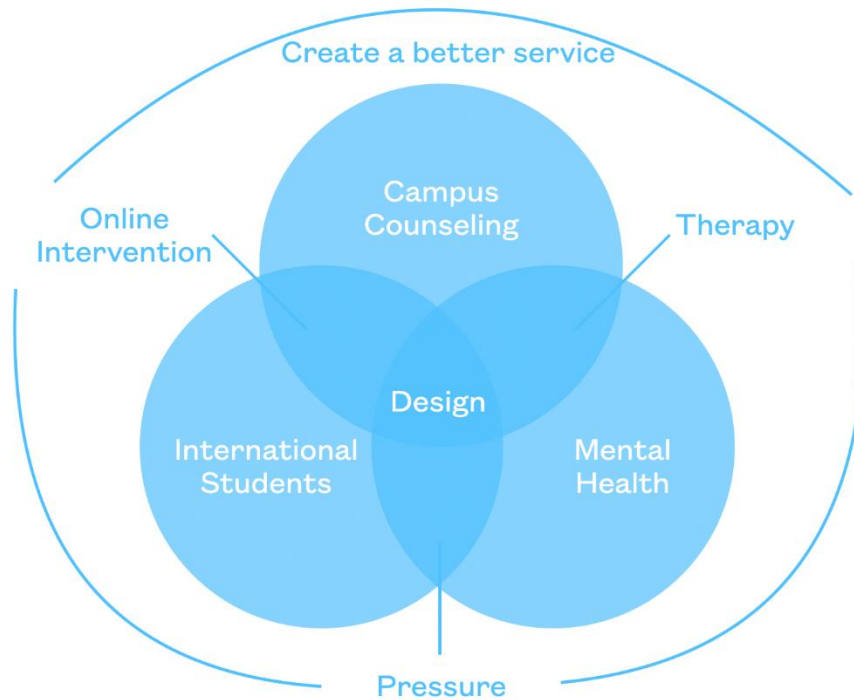 Create a better service
Campus
Counseling
Online
Intervention
Therapy
Design
International
Students
Mental
Health
Pressure